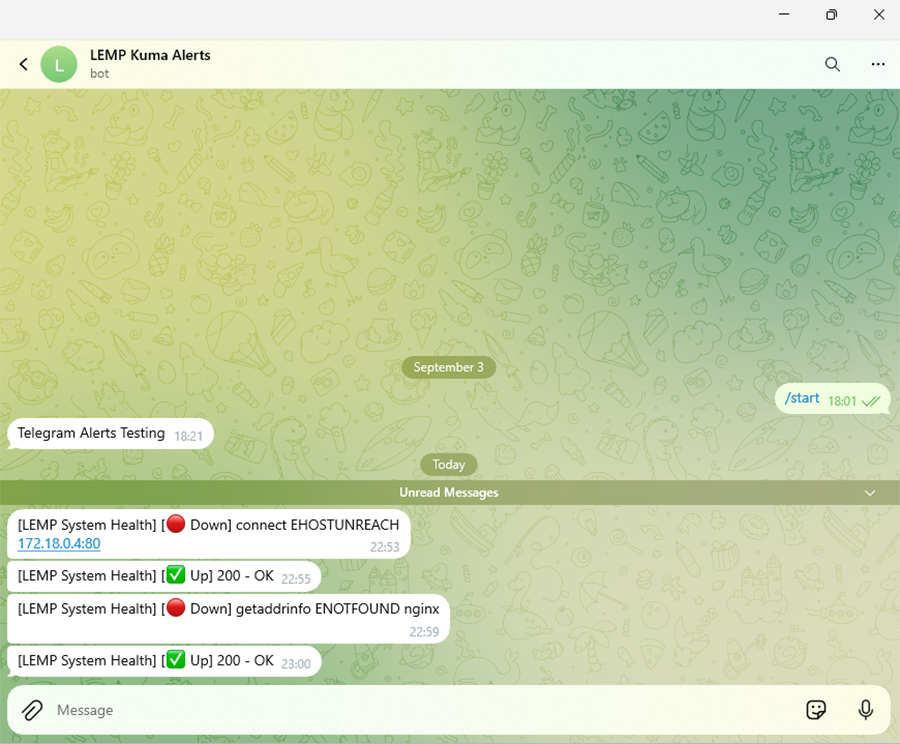 LEMP Kuma Alerts
L
bot
September 3
/start 18:01
Telegram Alerts Testing 18:21
Today
Unread Messages
[LEMP System Health] [🔴 Down] connect EHOSTUNREACH
172.18.0.4:80 22:53
[LEMP System Health] [✅ Up] 200 - OK 22:55
[LEMP System Health] [🔴 Down] getaddrinfo ENOTFOUND nginx
22:59
[LEMP System Health] [✅ Up] 200 - OK 23:00
Message